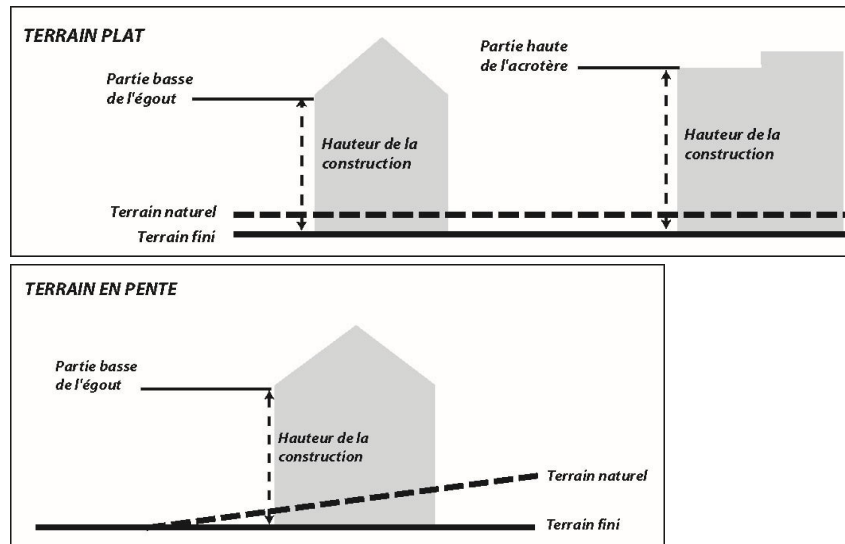 TERRAIN PLAT
Partie basse
de l'égout
Hauteur de la
construction
Partie haute
de l'acrotère
Hauteur de la
construction
Terrain naturel
Terrain fini
TERRAIN EN PENTE
Partie basse
de l'égout
Hauteur de la
construction
Terrain naturel
Terrain fini